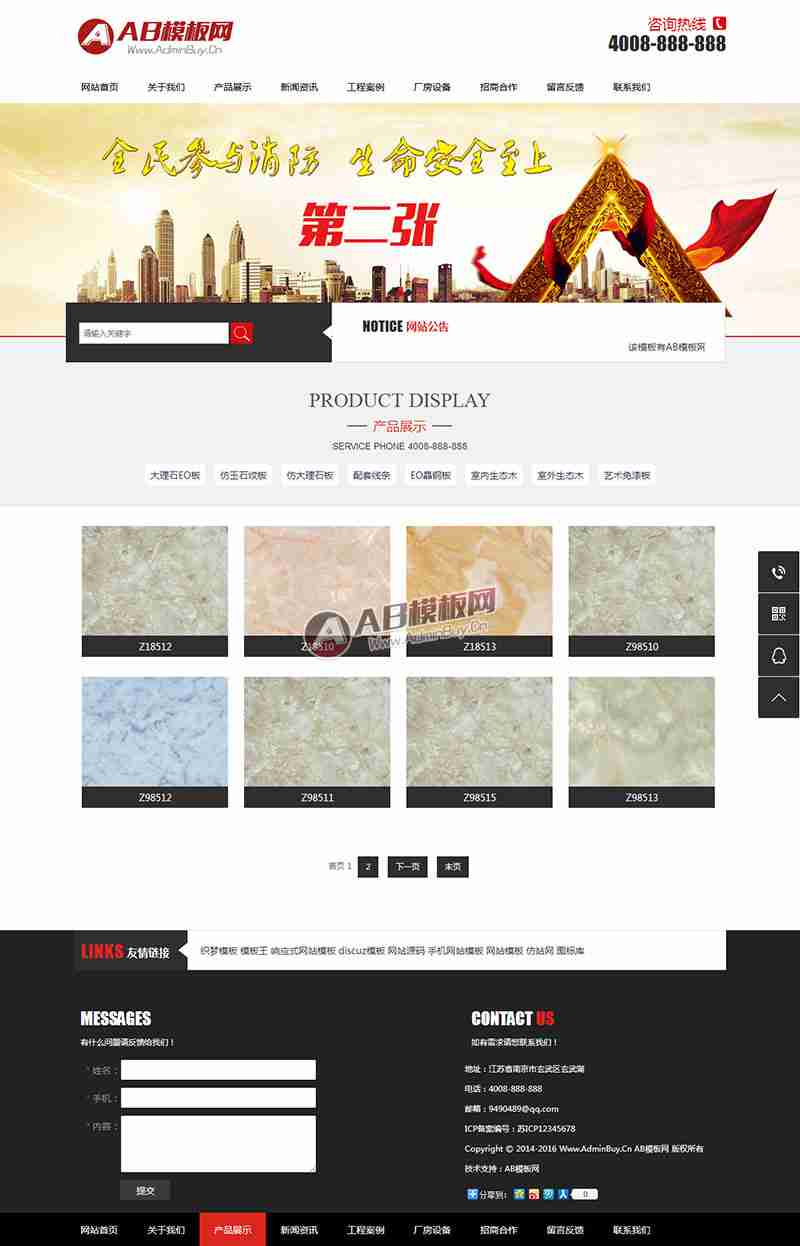 AB模板网
Www.AdminBuy.Cn
咨询热线
4008-888-888
网站首页 关于我们 产品展示 新闻资讯 工程案例 厂房设备 招商合作 留言反馈 联系我们
全民参与消防 生命安全至上
第二张
请输入关键字
NOTICE 网站公告
该模板有AB模板网
PRODUCT DISPLAY
产品展示
SERVICE PHONE 4008-888-888
大理石EO板 仿玉石纹板 仿大理石板 配套线条 EO晶钢板 室内生态木 室外生态木 艺术免漆板
Z18512 Z18510 Z18513 Z98510
AB模板网
Www.AdminBuy.Cn
Z98512 Z98511 Z98515 Z98513
首页 1 2 下一页 末页
LINKS 友情链接
织梦模板 模板王 响应式网站模板 discuz模板 网站源码 手机网站模板 网站模板 仿站网 图标库
MESSAGES
有什么问题请反馈给我们！
* 姓名：
* 手机：
* 内容：
提交
CONTACT US
如有需求请您联系我们！
地址：江苏省南京市玄武区玄武湖
电话：4008-888-888
邮箱：9490489@qq.com
ICP备案编号：苏ICP12345678
Copyright © 2014-2016 Www.AdminBuy.Cn AB模板网 版权所有
技术支持：AB模板网
分享到： 0
网站首页 关于我们 产品展示 新闻资讯 工程案例 厂房设备 招商合作 留言反馈 联系我们